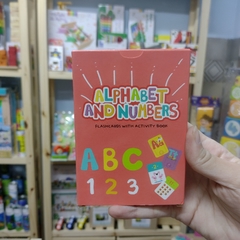 ALPHABET
AND NUMBERS
FLASHCARDS WITH ACTIVITY BOOK
ABC
123